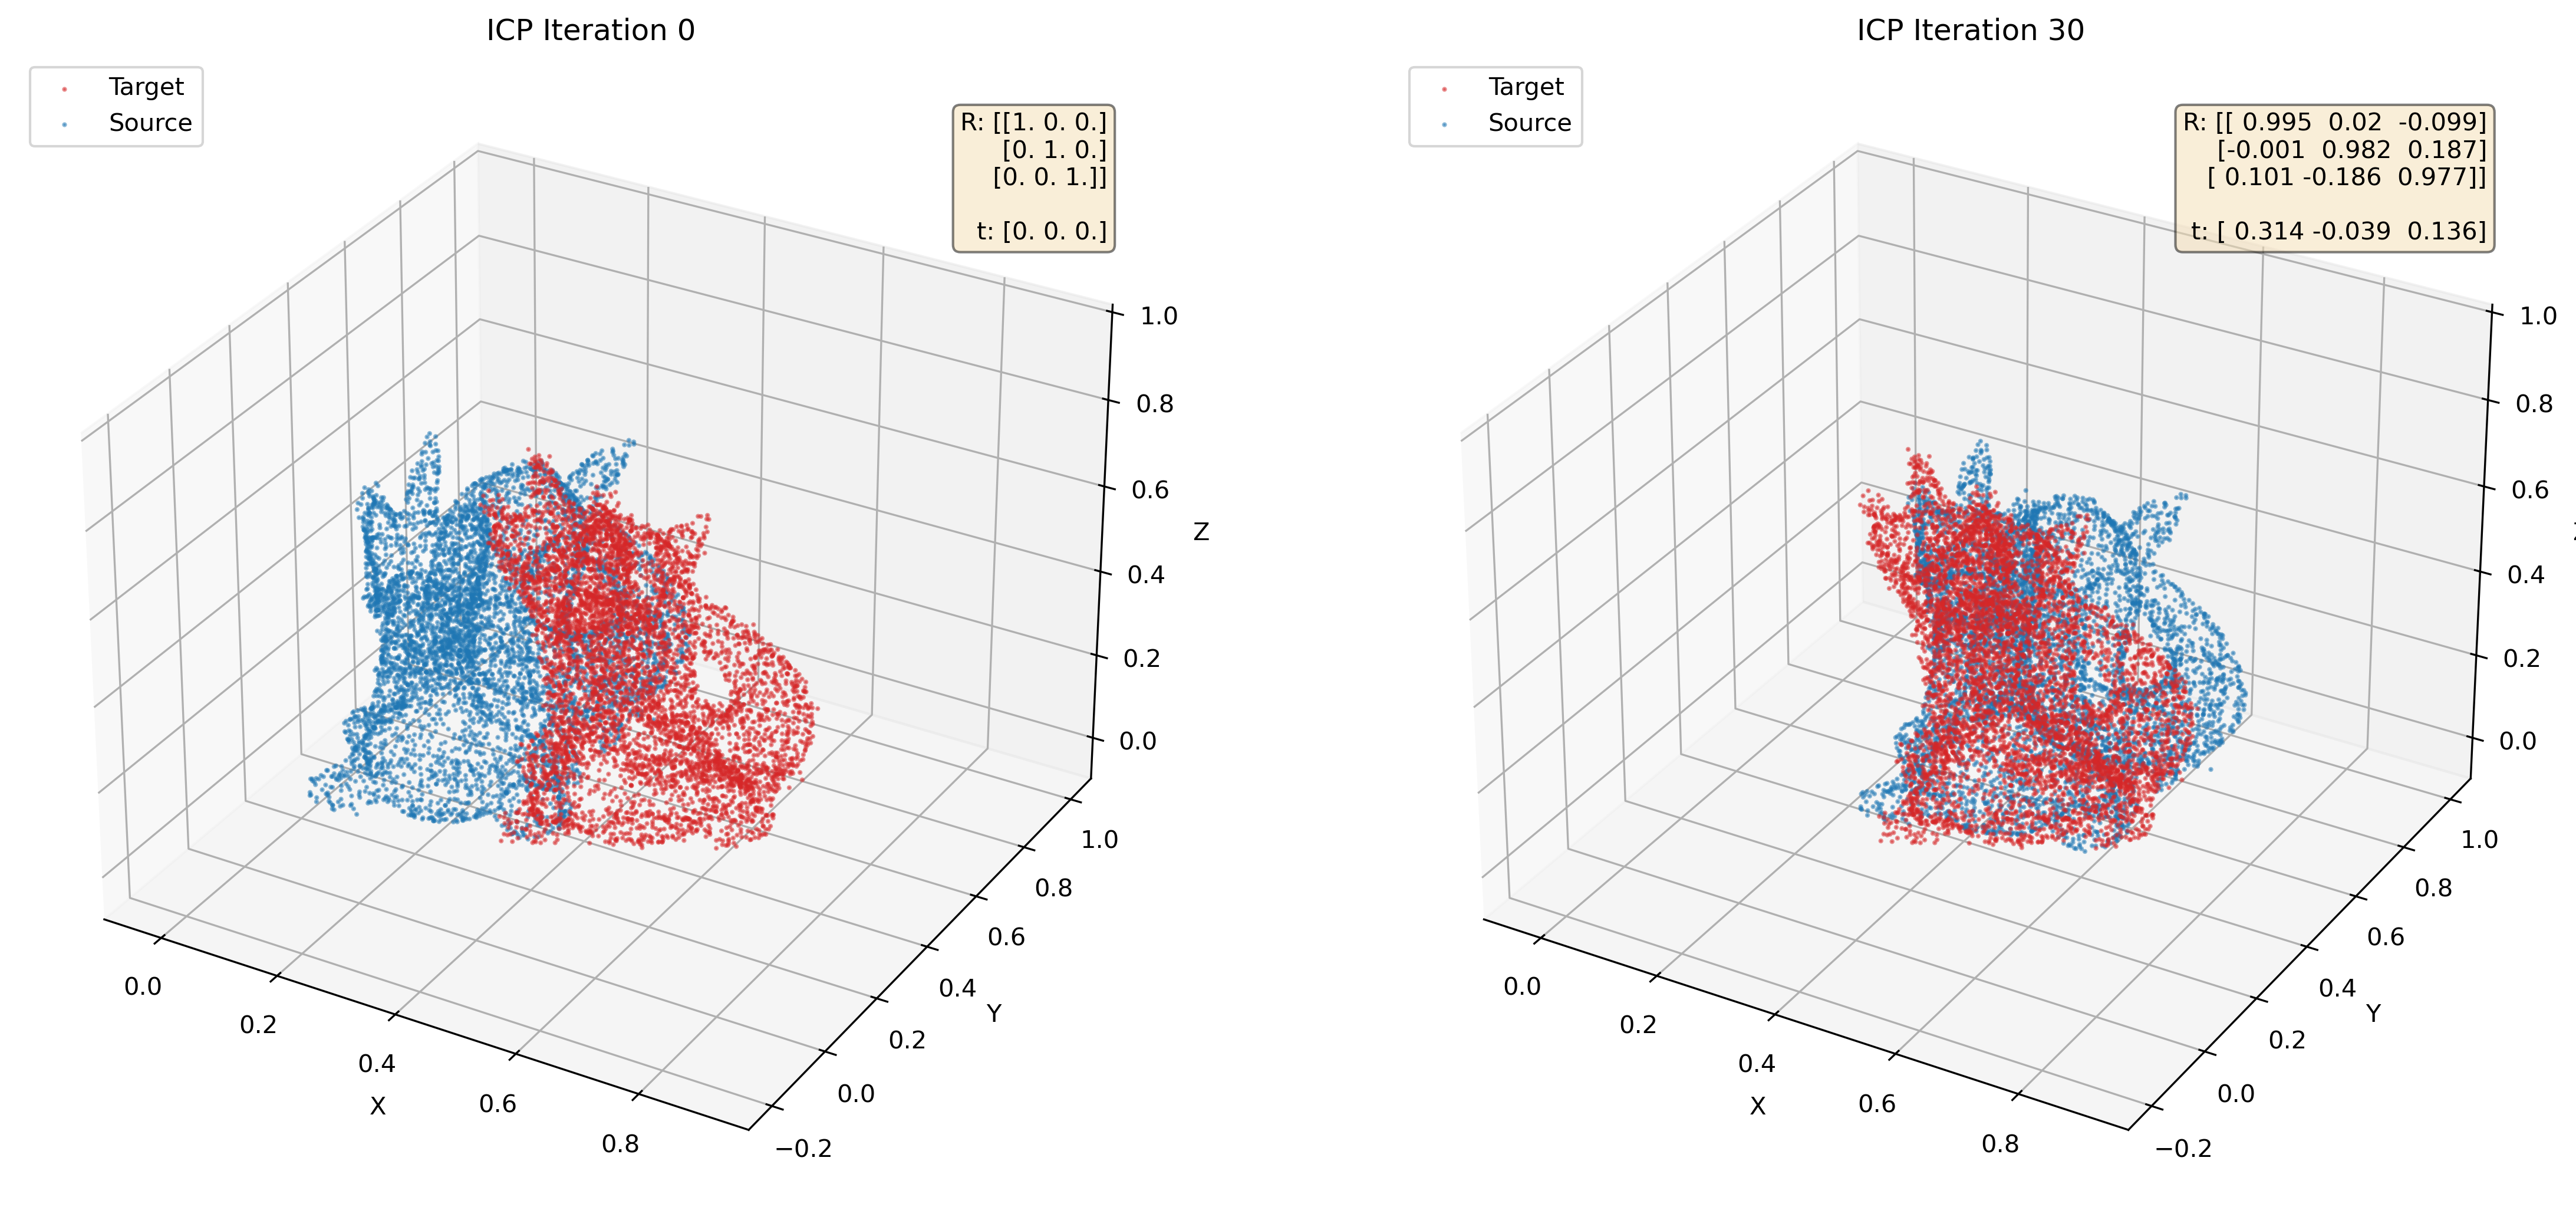 ICP Iteration 0
Target
Source
R: [[1. 0. 0.]
[0. 1. 0.]
[0. 0. 1.]]
t: [0. 0. 0.]
1.0
0.8
0.6
0.4
0.2
0.0
Z
1.0
0.8
0.6
0.4
0.2
0.0
−0.2
Y
0.0
0.2
0.4
0.6
0.8
X
ICP Iteration 30
Target
Source
R: [[ 0.995 0.02 -0.099]
[-0.001 0.982 0.187]
[ 0.101 -0.186 0.977]]
t: [ 0.314 -0.039 0.136]
1.0
0.8
0.6
0.4
0.2
0.0
1.0
0.8
0.6
0.4
0.2
0.0
−0.2
Y
0.0
0.2
0.4
0.6
0.8
X